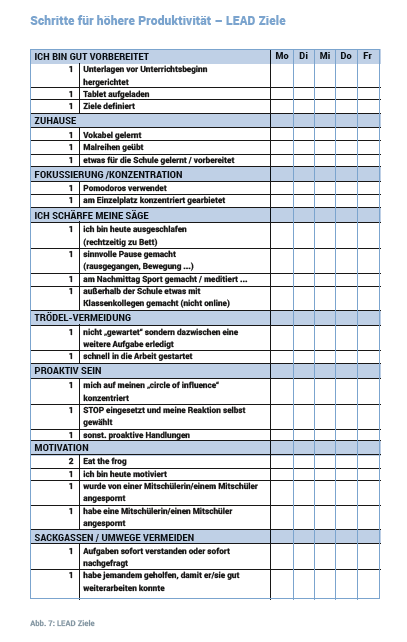 Schritte für höhere Produktivität – LEAD Ziele
ICH BIN GUT VORBEREITET Mo Di Mi Do Fr
1 Unterlagen vor Unterrichtsbeginn
hergerichtet
1 Tablet aufgeladen
1 Ziele definiert
ZUHAUSE
1 Vokabel gelernt
1 Malreihen geübt
1 etwas für die Schule gelernt / vorbereitet
FOKUSSIERUNG /KONZENTRATION
1 Pomodoros verwendet
1 am Einzelplatz konzentriert gearbietet
ICH SCHÄRFE MEINE SÄGE
1 ich bin heute ausgeschlafen
(rechtzeitig zu Bett)
1 sinnvolle Pause gemacht
(rausgegangen, Bewegung ...)
1 am Nachmittag Sport gemacht / meditiert ...
1 außerhalb der Schule etwas mit
Klassenkollegen gemacht (nicht online)
TRÖDEL-VERMEIDUNG
1 nicht „gewartet“ sondern dazwischen eine
weitere Aufgabe erledigt
1 schnell in die Arbeit gestartet
PROAKTIV SEIN
1 mich auf meinen „circle of influence“
konzentriert
1 STOP eingesetzt und meine Reaktion selbst
gewählt
1 sonst. proaktive Handlungen
MOTIVATION
2 Eat the frog
1 ich bin heute motiviert
1 wurde von einer Mitschülerin/einem Mitschüler
angespornt
1 habe eine Mitschülerin/einen Mitschüler
angespornt
SACKGASSEN / UMWEGE VERMEIDEN
1 Aufgaben sofort verstanden oder sofort
nachgefragt
1 habe jemandem geholfen, damit er/sie gut
weiterarbeiten konnte
Abb. 7: LEAD Ziele